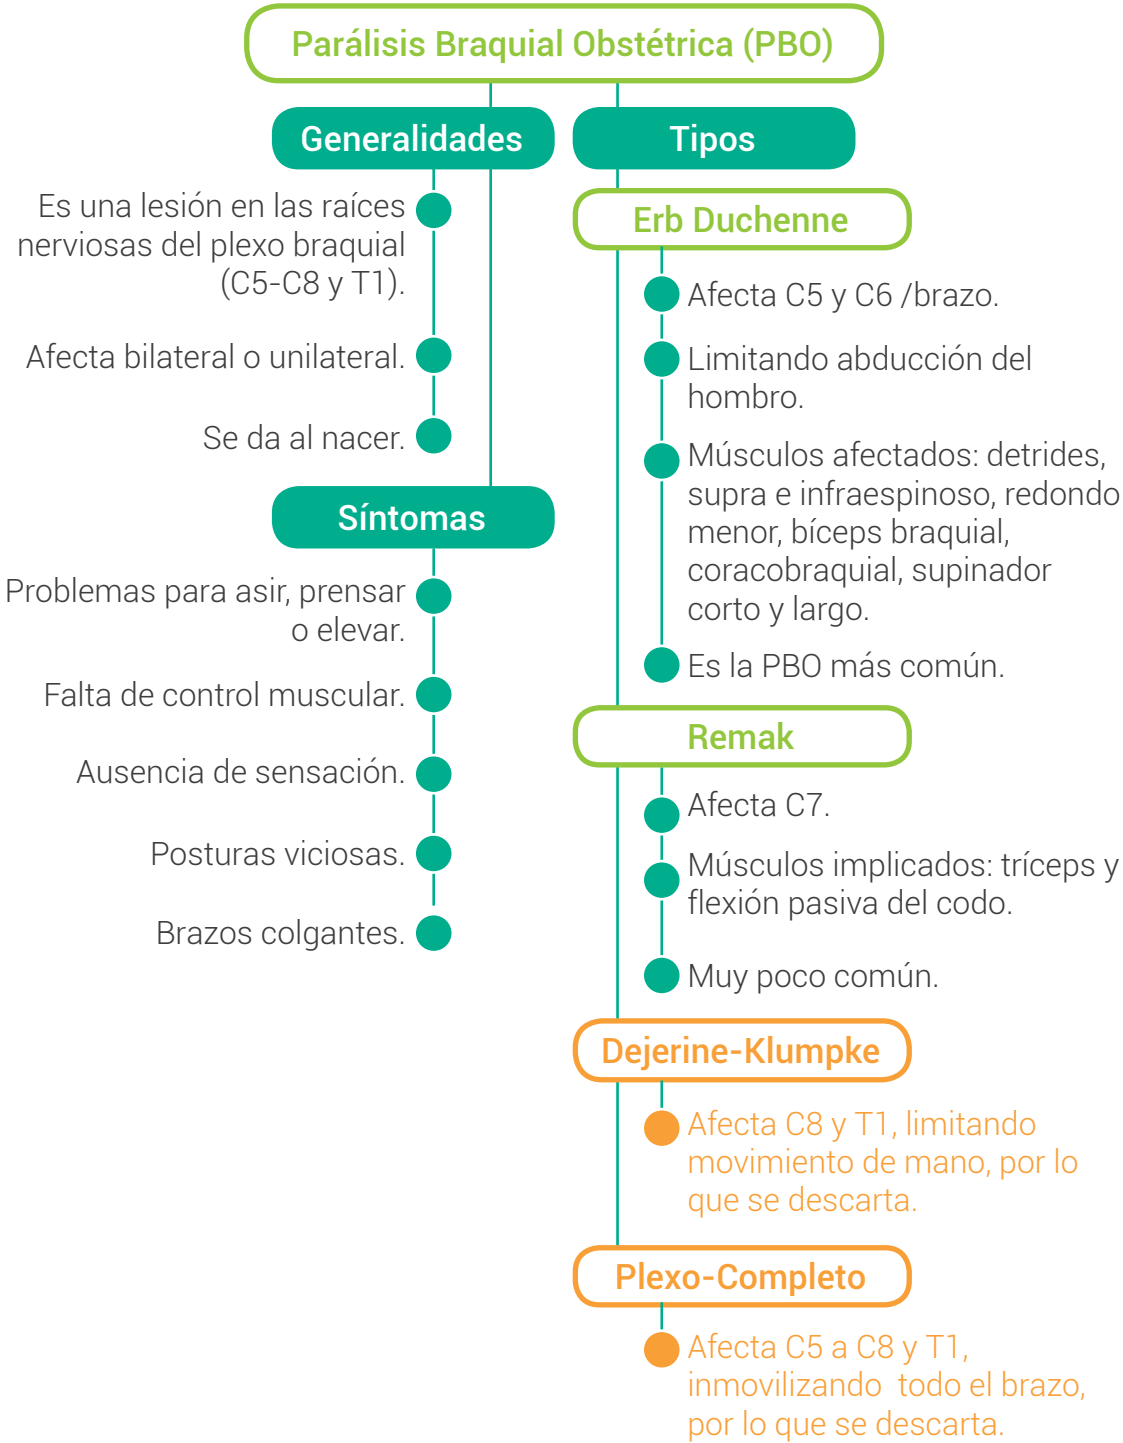 Parálisis Braquial Obstétrica (PBO)
Generalidades
Es una lesión en las raíces
nerviosas del plexo braquial
(C5-C8 y T1).
Afecta bilateral o unilateral.
Se da al nacer.
Síntomas
Problemas para asir, prensar
o elevar.
Falta de control muscular.
Ausencia de sensación.
Posturas viciosas.
Brazos colgantes.
Tipos
Erb Duchenne
Afecta C5 y C6 /brazo.
Limitando abducción del
hombro.
Músculos afectados: detrides,
supra e infraespinoso, redondo
menor, bíceps braquial,
coracobraquial, supinador
corto y largo.
Es la PBO más común.
Remak
Afecta C7.
Músculos implicados: tríceps y
flexión pasiva del codo.
Muy poco común.
Dejerine-Klumpke
Afecta C8 y T1, limitando
movimiento de mano, por lo
que se descarta.
Plexo-Completo
Afecta C5 a C8 y T1,
inmovilizando todo el brazo,
por lo que se descarta.